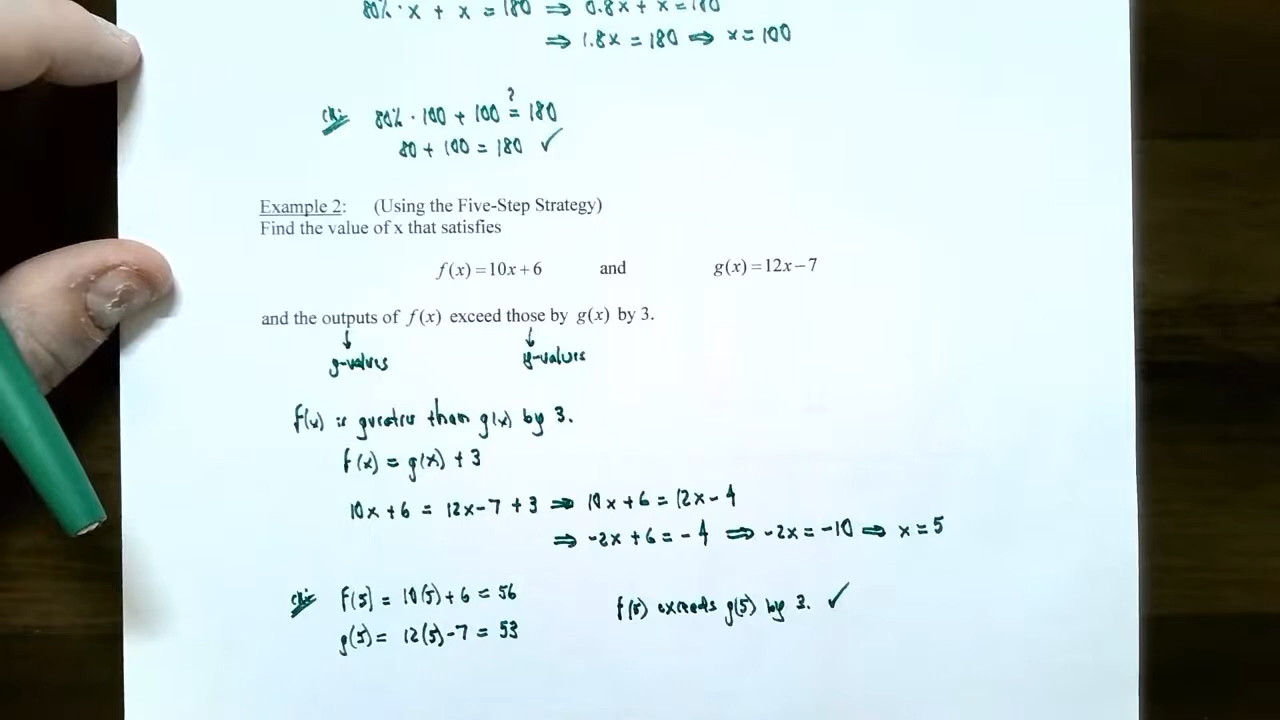 80% · x + x = 180 ⇒ 0.8x + x = 180
⇒ 1.8x = 180 ⇒ x = 100
Ck: 80% · 100 + 100 ≟ 180
80 + 100 = 180 ✓
Example 2: (Using the Five-Step Strategy)
Find the value of x that satisfies
f(x) = 10x + 6 and g(x) = 12x − 7
and the outputs of f(x) exceed those by g(x) by 3.
↓ ↓
y-values y-values
f(x) is greater than g(x) by 3.
f(x) = g(x) + 3
10x + 6 = 12x − 7 + 3 ⇒ 10x + 6 = 12x − 4
⇒ −2x + 6 = −4 ⇒ −2x = −10 ⇒ x = 5
Ck: f(5) = 10(5) + 6 = 56
f(5) exceeds g(5) by 3. ✓
g(5) = 12(5) − 7 = 53